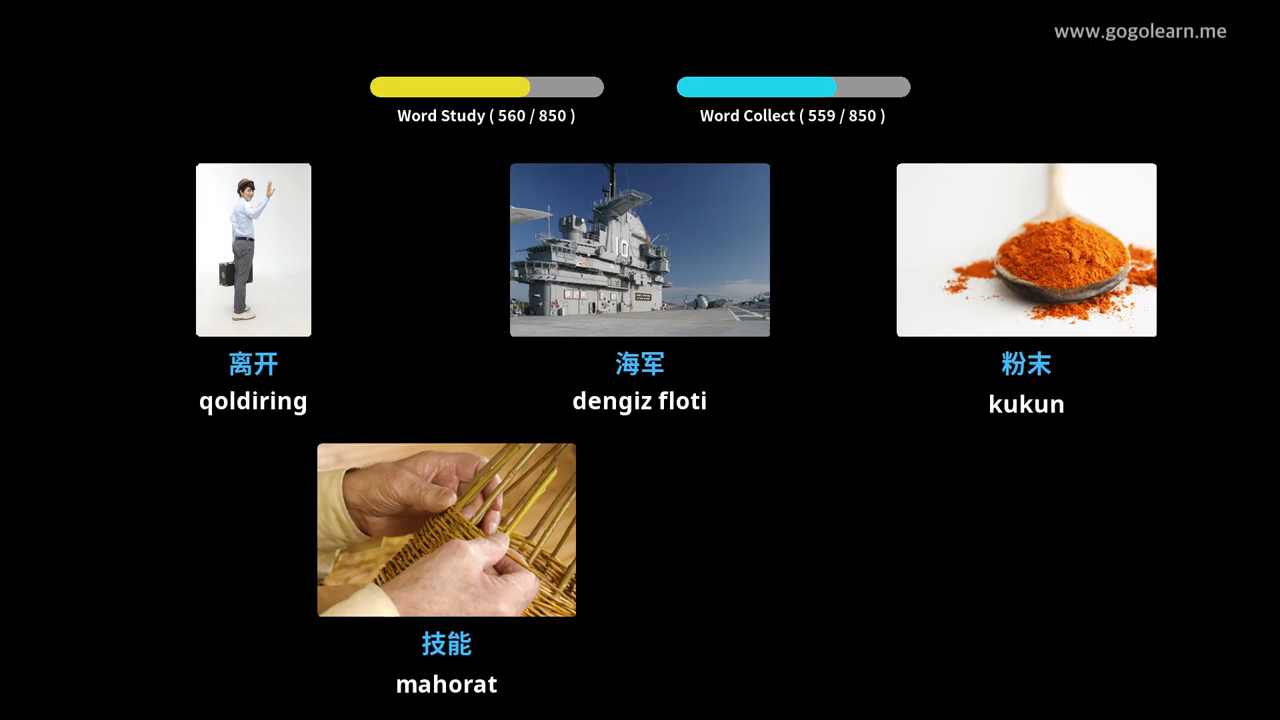 www.gogolearn.me
Word Study ( 560 / 850 )
Word Collect ( 559 / 850 )
离开
qoldiring
海军
dengiz floti
粉末
kukun
技能
mahorat